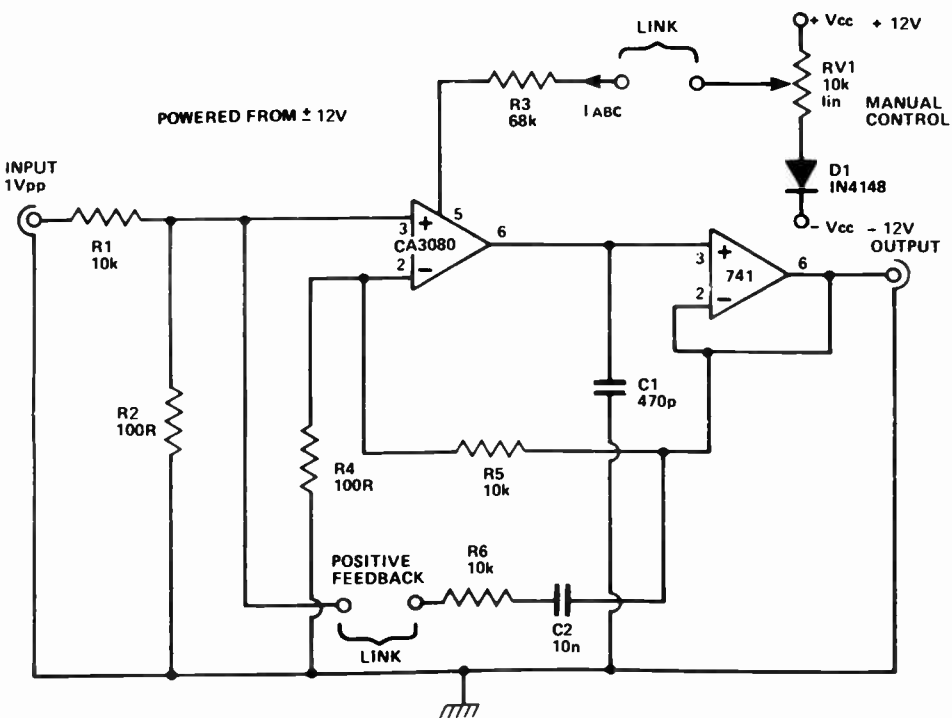 LINK
+ Vcc + 12V
RV1
10k
lin
MANUAL
CONTROL
R3
68k
I ABC
POWERED FROM ± 12V
D1
IN4148
- Vcc - 12V
OUTPUT
INPUT
1Vpp
R1
10k
3
+
5
CA3080
6
2
−
3
+
741
6
2
−
C1
470p
R2
100R
R4
100R
R5
10k
POSITIVE
FEEDBACK
R6
10k
C2
10n
LINK